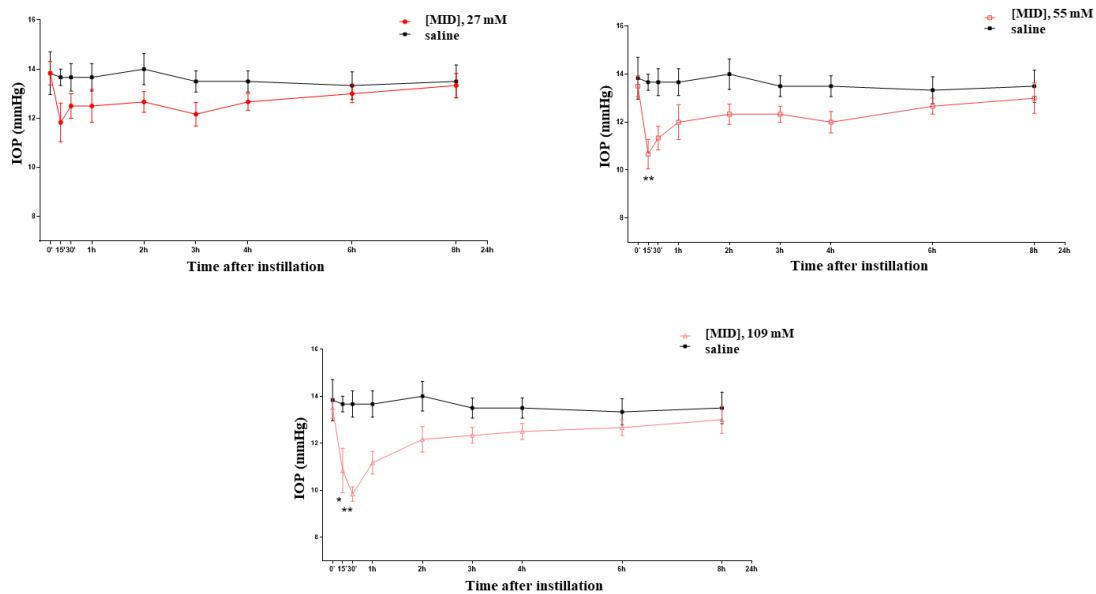 [MID], 27 mM
saline
16
14
12
10
8
IOP (mmHg)
0' 15' 30' 1h 2h 3h 4h 6h 8h 24h
Time after instillation
[MID], 55 mM
saline
16
14
12
10
8
IOP (mmHg)
**
0' 15' 30' 1h 2h 3h 4h 6h 8h 24h
Time after instillation
[MID], 109 mM
saline
16
14
12
10
8
IOP (mmHg)
* **
0' 15' 30' 1h 2h 3h 4h 6h 8h 24h
Time after instillation